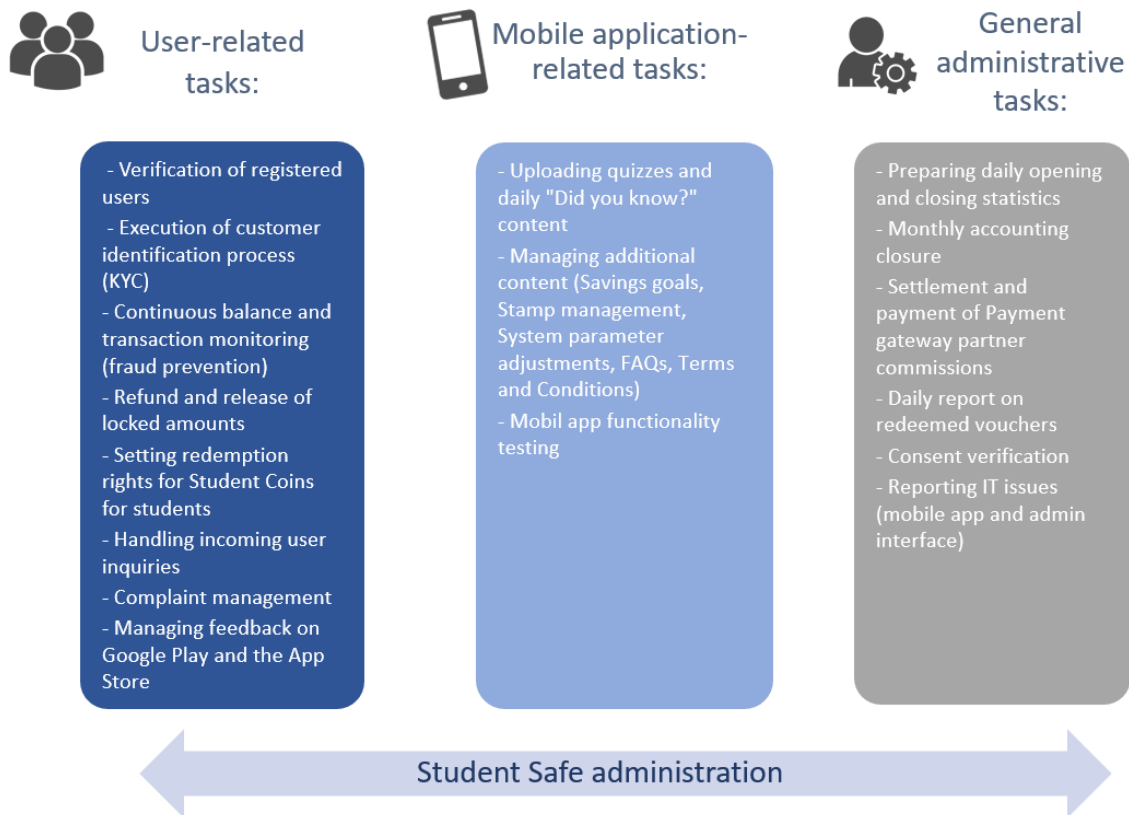 User-related
tasks:
- Verification of registered
users
- Execution of customer
identification process
(KYC)
- Continuous balance and
transaction monitoring
(fraud prevention)
- Refund and release of
locked amounts
- Setting redemption
rights for Student Coins
for students
- Handling incoming user
inquiries
- Complaint management
- Managing feedback on
Google Play and the App
Store
Mobile application-
related tasks:
- Uploading quizzes and
daily "Did you know?"
content
- Managing additional
content (Savings goals,
Stamp management,
System parameter
adjustments, FAQs, Terms
and Conditions)
- Mobil app functionality
testing
General
administrative
tasks:
- Preparing daily opening
and closing statistics
- Monthly accounting
closure
- Settlement and
payment of Payment
gateway partner
commissions
- Daily report on
redeemed vouchers
- Consent verification
- Reporting IT issues
(mobile app and admin
interface)
Student Safe administration